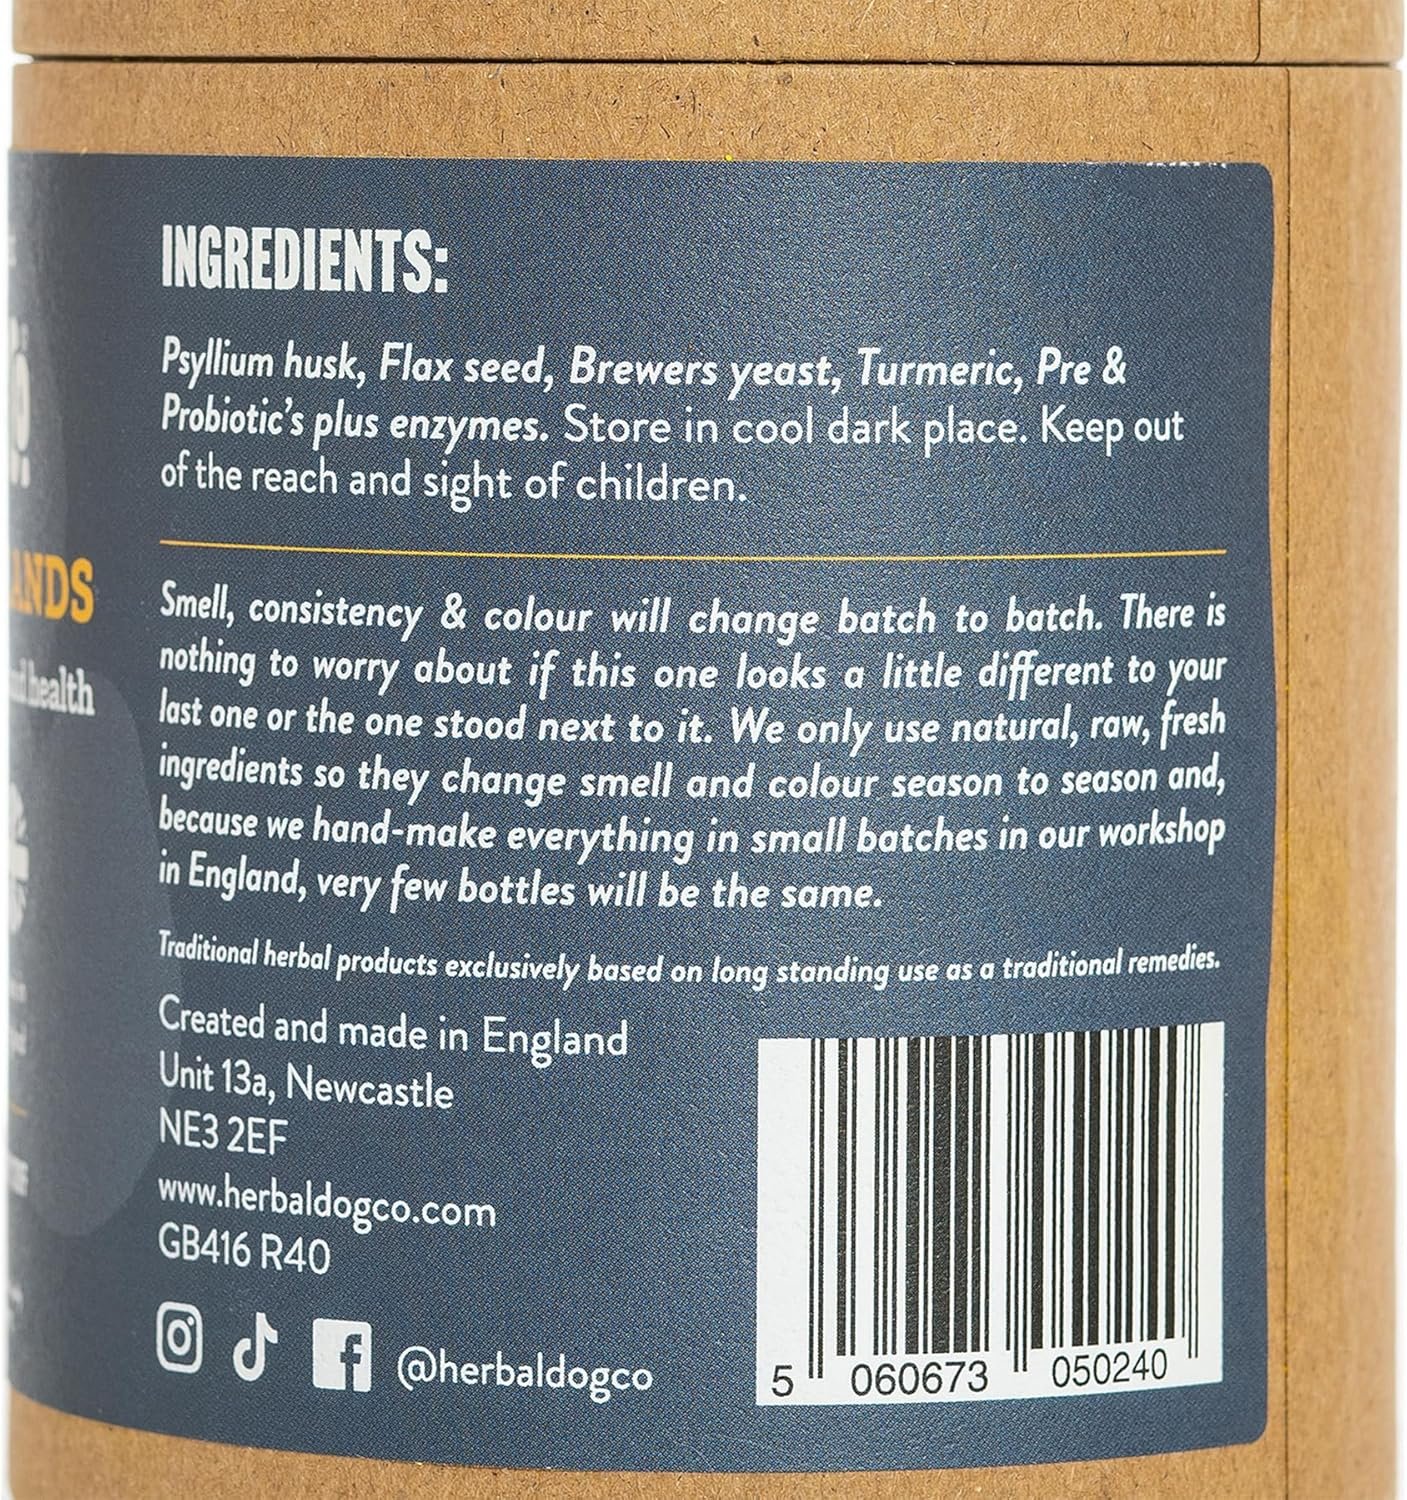 INGREDIENTS:
Psyllium husk, Flax seed, Brewers yeast, Turmeric, Pre &
Probiotic's plus enzymes. Store in cool dark place. Keep out
of the reach and sight of children.
ANDS
health
Smell, consistency & colour will change batch to batch. There is
nothing to worry about if this one looks a little different to your
last one or the one stood next to it. We only use natural, raw, fresh
ingredients so they change smell and colour season to season and,
because we hand-make everything in small batches in our workshop
in England, very few bottles will be the same.
Traditional herbal products exclusively based on long standing use as a traditional remedies.
Created and made in England
Unit 13a, Newcastle
NE3 2EF
www.herbaldogco.com
GB416 R40
@herbaldogco
5 060673 050240